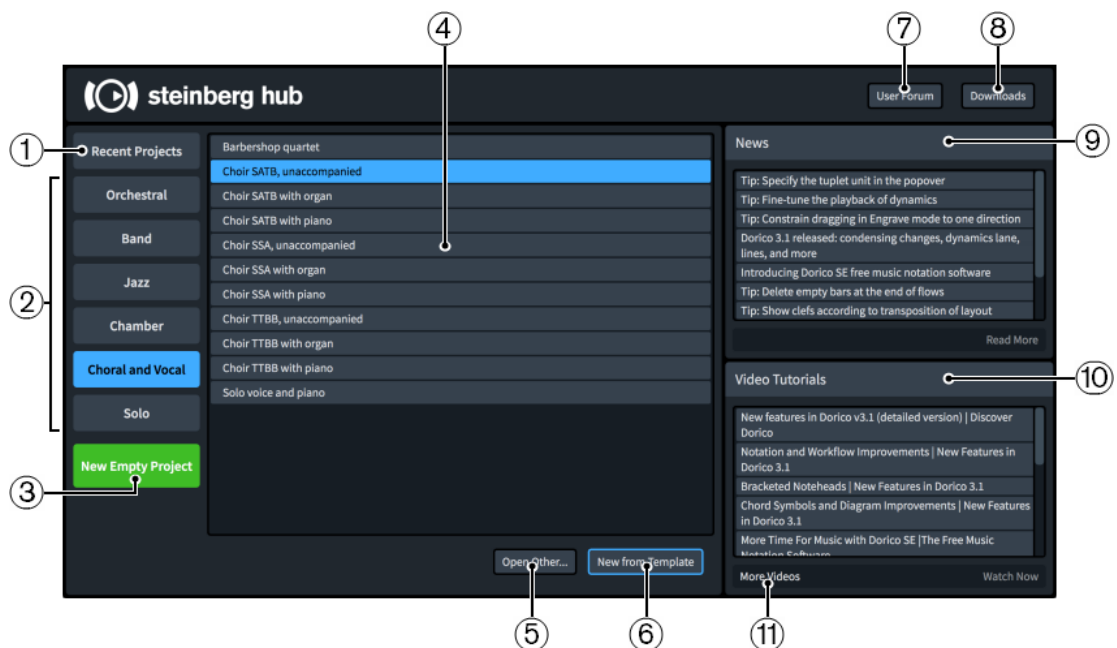 ④
⑦
⑧
steinberg hub
User Forum
Downloads
①
Recent Projects
②
Orchestral
Band
Jazz
Chamber
Choral and Vocal
Solo
③
New Empty Project
Barbershop quartet
Choir SATB, unaccompanied
Choir SATB with organ
Choir SATB with piano
Choir SSA, unaccompanied
Choir SSA with organ
Choir SSA with piano
Choir TTBB, unaccompanied
Choir TTBB with organ
Choir TTBB with piano
Solo voice and piano
Open Other...
New from Template
⑤
⑥
News
⑨
Tip: Specify the tuplet unit in the popover
Tip: Fine-tune the playback of dynamics
Tip: Constrain dragging in Engrave mode to one direction
Dorico 3.1 released: condensing changes, dynamics lane,
lines, and more
Introducing Dorico SE free music notation software
Tip: Delete empty bars at the end of flows
Tip: Show clefs according to transposition of layout
Read More
Video Tutorials
⑩
New features in Dorico v3.1 (detailed version) | Discover
Dorico
Notation and Workflow Improvements | New Features in
Dorico 3.1
Bracketed Noteheads | New Features in Dorico 3.1
Chord Symbols and Diagram Improvements | New Features
in Dorico 3.1
More Time For Music with Dorico SE |The Free Music
Notation Software
More Videos
Watch Now
⑪